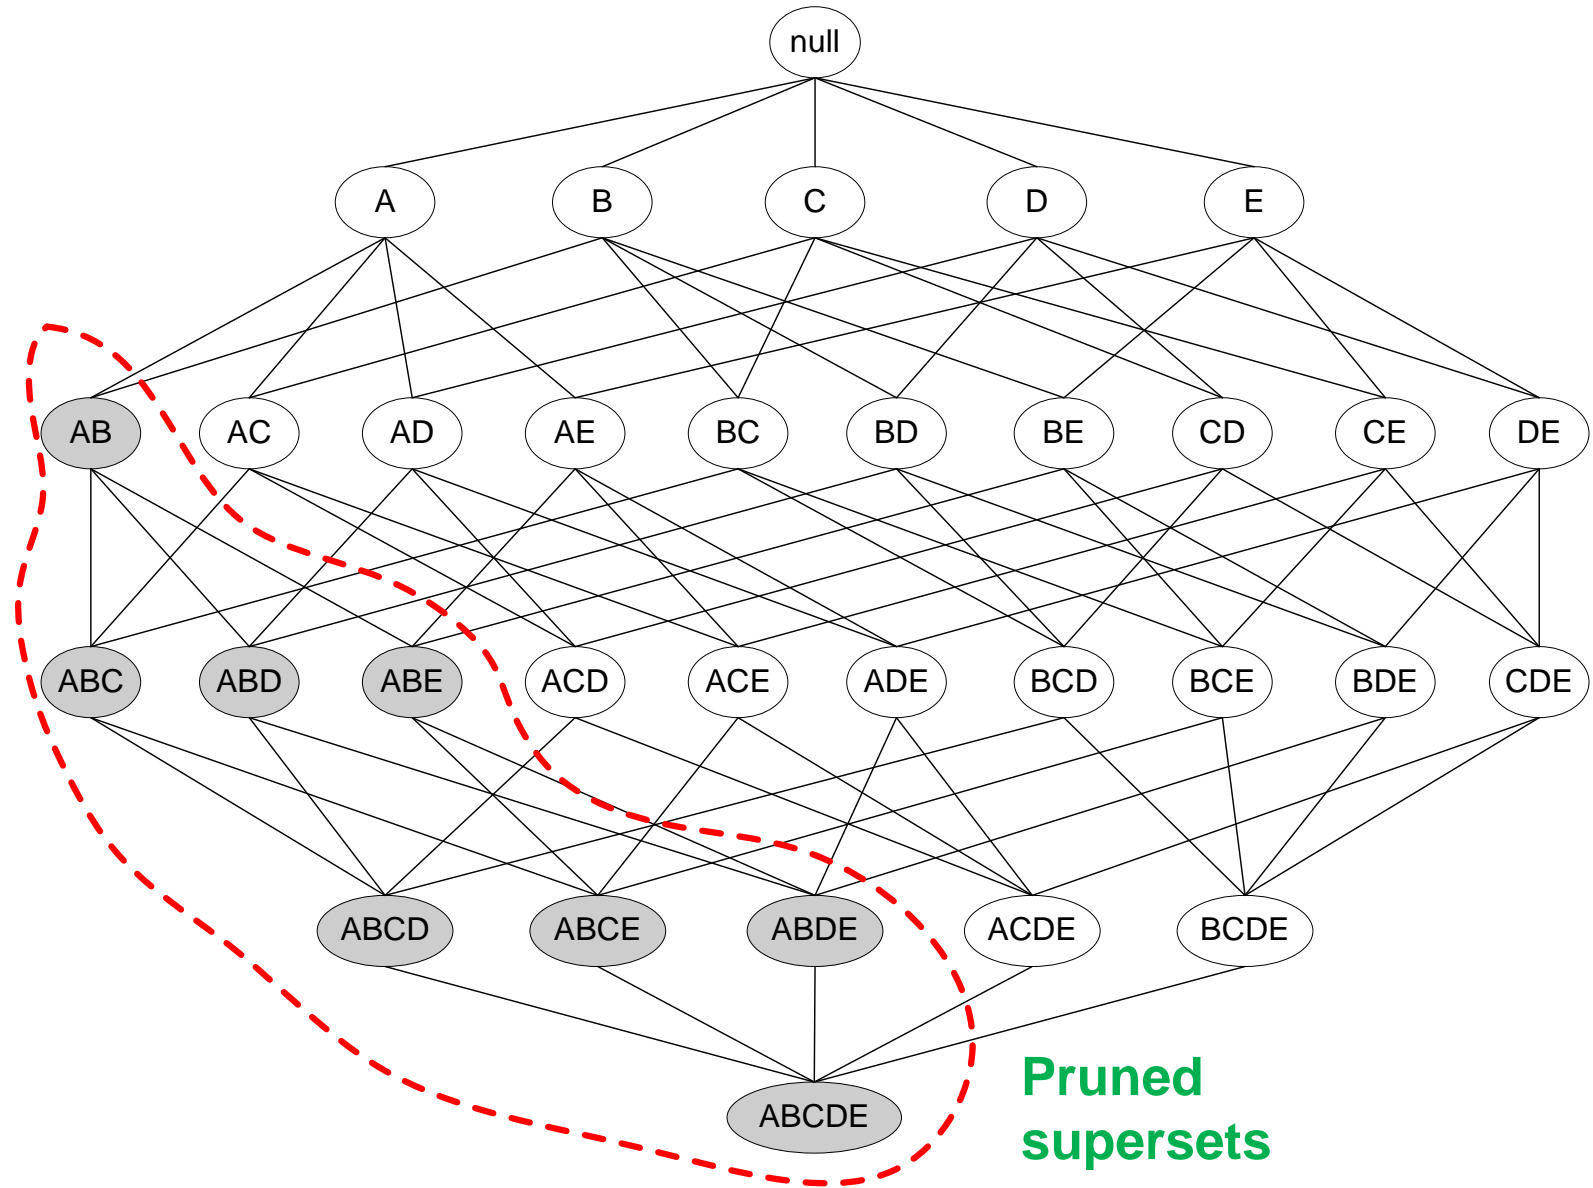 null
A B C D E
AB AC AD AE BC BD BE CD CE DE
ABC ABD ABE ACD ACE ADE BCD BCE BDE CDE
ABCD ABCE ABDE ACDE BCDE
ABCDE
Pruned
supersets